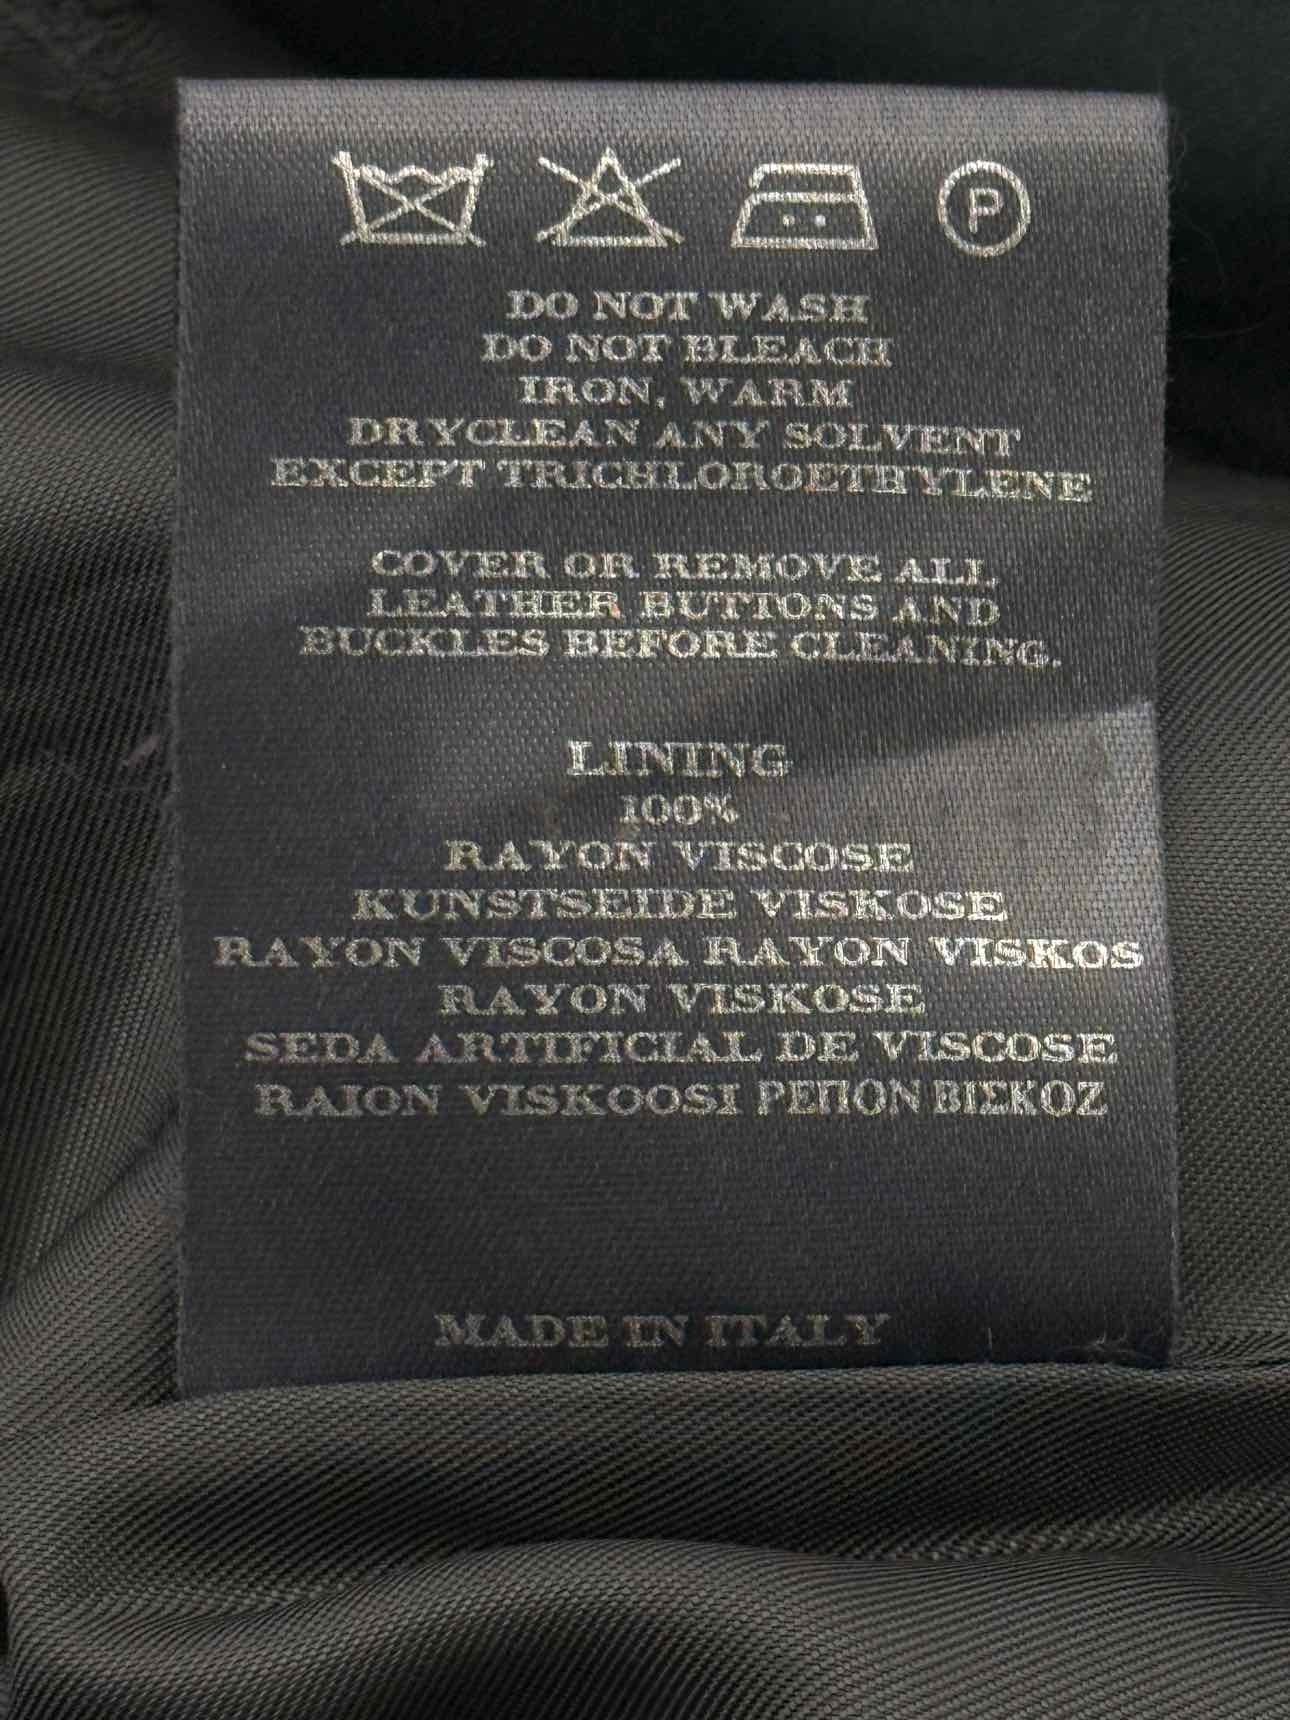 P
DO NOT WASH
DO NOT BLEACH
IRON, WARM
DRYCLEAN ANY SOLVENT
EXCEPT TRICHLOROETHYLENE
COVER OR REMOVE ALL
LEATHER BUTTONS AND
BUCKLES BEFORE CLEANING.
LINING
100%
RAYON VISCOSE
KUNSTSEIDE VISKOSE
RAYON VISCOSA RAYON VISKOS
RAYON VISKOSE
SEDA ARTIFICIAL DE VISCOSE
RAION VISKOOSI ΡΕΠΟΝ ΒΙΣΚΟΖ
MADE IN ITALY